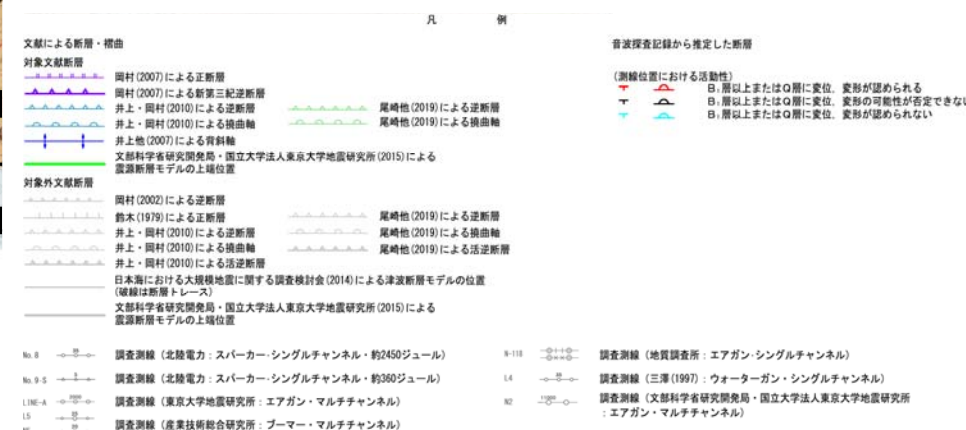 凡 例
文献による断層・褶曲
対象文献断層
岡村(2007)による正断層
岡村(2007)による新第三紀逆断層
井上・岡村(2010)による逆断層
井上・岡村(2010)による撓曲軸
井上他(2007)による背斜軸
文部科学省研究開発局・国立大学法人東京大学地震研究所(2015)による
震源断層モデルの上端位置
尾崎他(2019)による逆断層
尾崎他(2019)による撓曲軸
対象外文献断層
岡村(2002)による逆断層
鈴木(1979)による正断層
井上・岡村(2010)による逆断層
井上・岡村(2010)による撓曲軸
井上・岡村(2010)による活逆断層
尾崎他(2019)による逆断層
尾崎他(2019)による撓曲軸
尾崎他(2019)による活逆断層
日本海における大規模地震に関する調査検討会(2014)による津波断層モデルの位置
(破線は断層トレース)
文部科学省研究開発局・国立大学法人東京大学地震研究所(2015)による
震源断層モデルの上端位置
音波探査記録から推定した断層
(測線位置における活動性)
B₁層以上またはQ層に変位、変形が認められる
B₁層以上またはQ層に変位、変形の可能性が否定できない
B₁層以上またはQ層に変位、変形が認められない
No.8 調査測線（北陸電力：スパーカー・シングルチャンネル・約2450ジュール）
No.9-S 調査測線（北陸電力：スパーカー・シングルチャンネル・約360ジュール）
LINE-A 調査測線（東京大学地震研究所：エアガン・マルチチャンネル）
L5 調査測線（産業技術総合研究所：ブーマー・マルチチャンネル）
N-118 調査測線（地質調査所：エアガン・シングルチャンネル）
L4 調査測線（三澤(1997)：ウォーターガン・シングルチャンネル）
N2 調査測線（文部科学省研究開発局・国立大学法人東京大学地震研究所
：エアガン・マルチチャンネル）